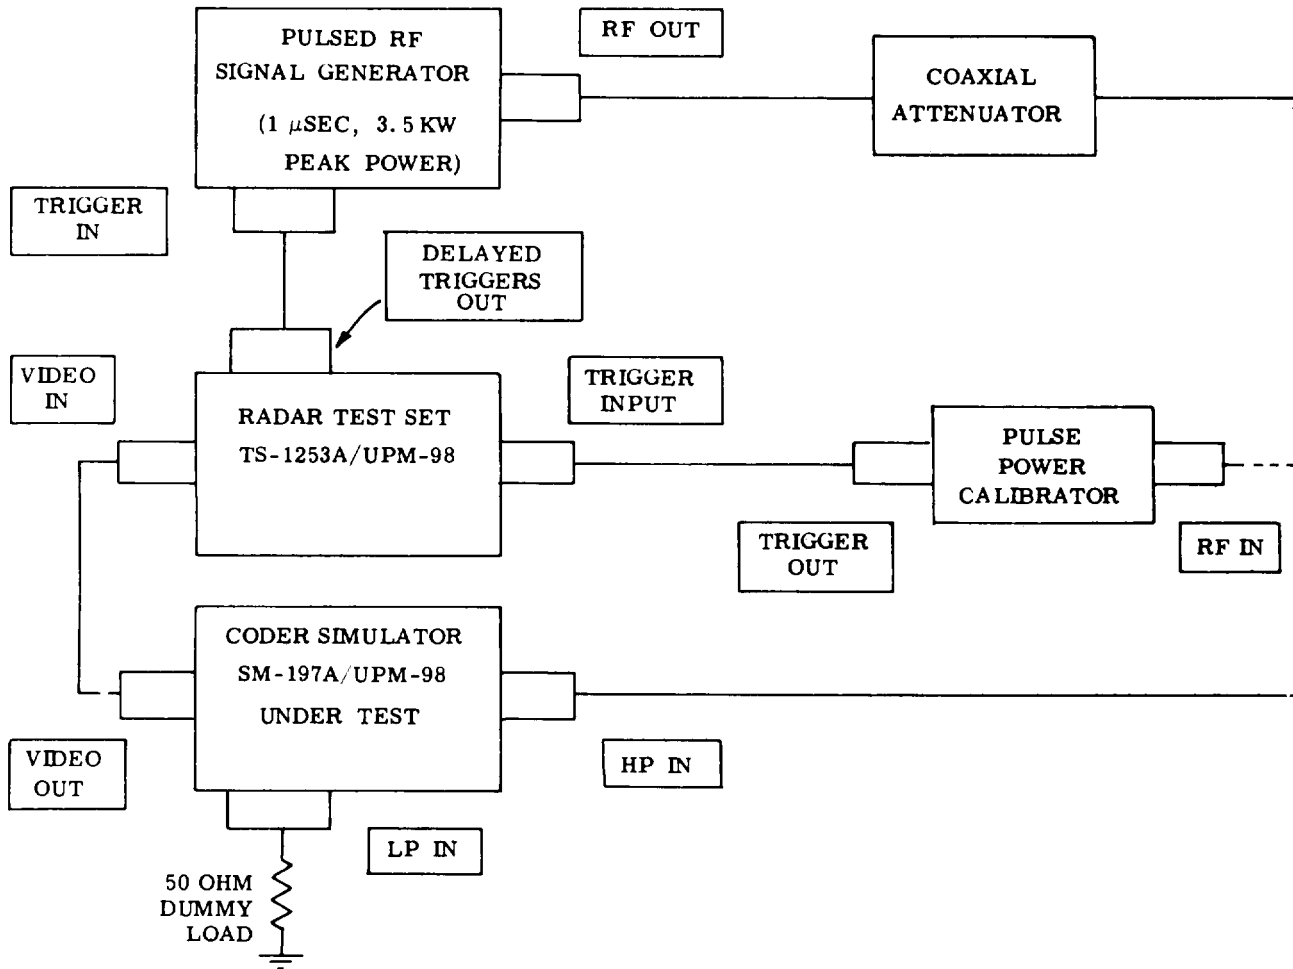 PULSED RF
SIGNAL GENERATOR
(1 μSEC, 3.5 KW
PEAK POWER)
RF OUT
COAXIAL
ATTENUATOR
TRIGGER
IN
DELAYED
TRIGGERS
OUT
VIDEO
IN
RADAR TEST SET
TS-1253A/UPM-98
TRIGGER
INPUT
PULSE
POWER
CALIBRATOR
TRIGGER
OUT
RF IN
CODER SIMULATOR
SM-197A/UPM-98
UNDER TEST
VIDEO
OUT
HP IN
LP IN
50 OHM
DUMMY
LOAD